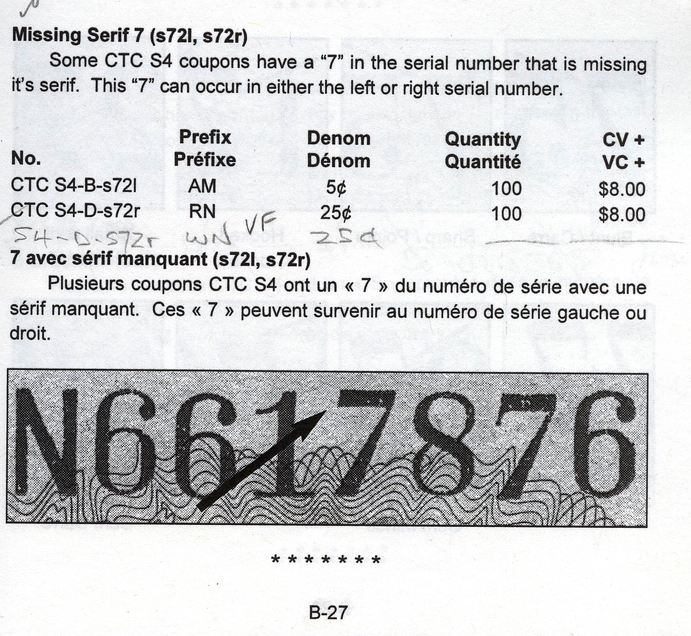 Missing Serif 7 (s72l, s72r)
Some CTC S4 coupons have a “7” in the serial number that is missing
it’s serif. This “7” can occur in either the left or right serial number.
Prefix Denom Quantity CV +
No. Préfixe Dénom Quantité VC +
CTC S4-B-s72l AM 5¢ 100 $8.00
CTC S4-D-s72r RN 25¢ 100 $8.00
S4-D-S72r WN VF 25¢
7 avec sérif manquant (s72l, s72r)
Plusieurs coupons CTC S4 ont un « 7 » du numéro de série avec une
sérif manquant. Ces « 7 » peuvent survenir au numéro de série gauche ou
droit.
N6617876
*******
B-27